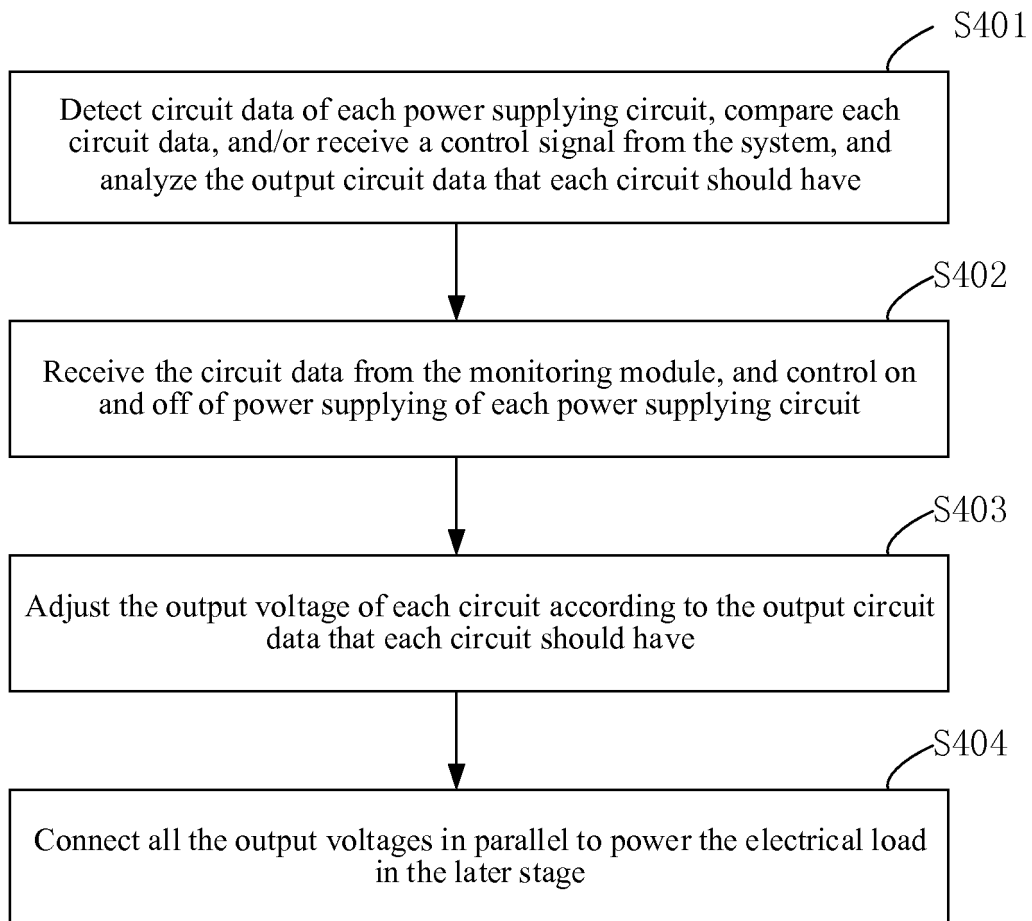 S401
Detect circuit data of each power supplying circuit, compare each
circuit data, and/or receive a control signal from the system, and
analyze the output circuit data that each circuit should have
S402
Receive the circuit data from the monitoring module, and control on
and off of power supplying of each power supplying circuit
S403
Adjust the output voltage of each circuit according to the output circuit
data that each circuit should have
S404
Connect all the output voltages in parallel to power the electrical load
in the later stage